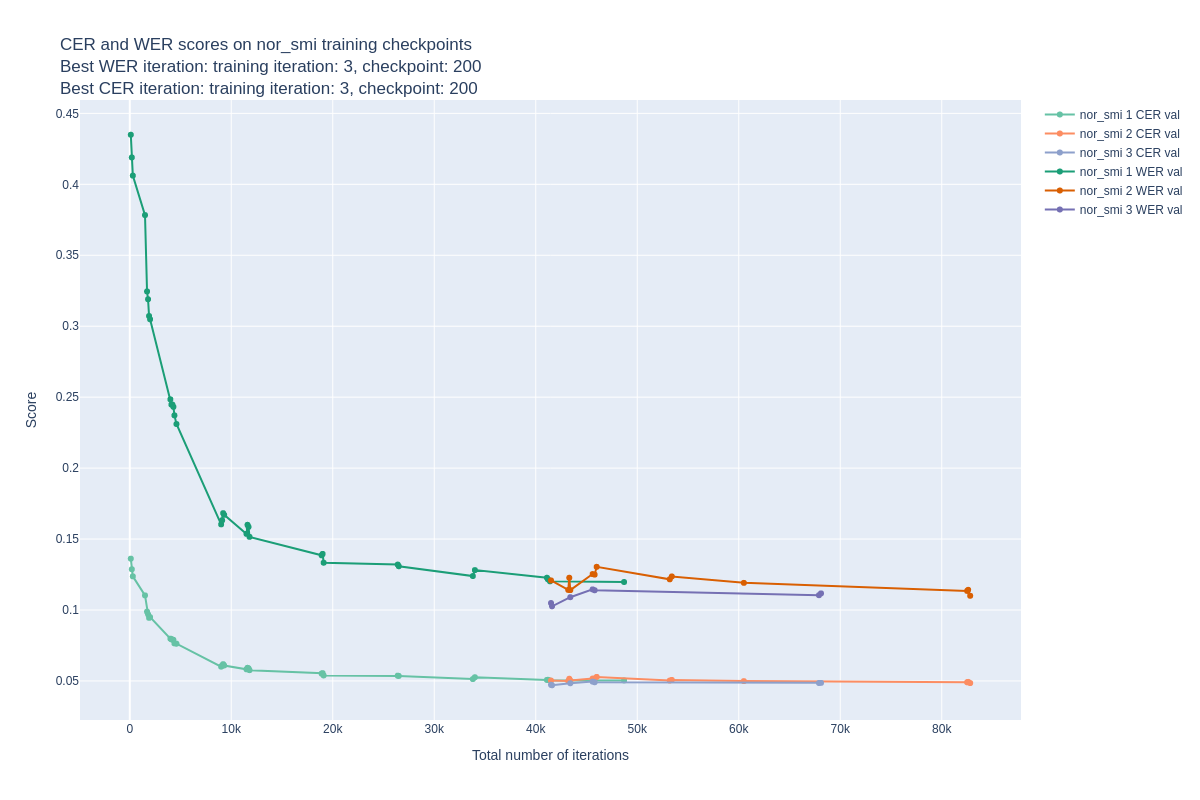 CER and WER scores on nor_smi training checkpoints
Best WER iteration: training iteration: 3, checkpoint: 200
Best CER iteration: training iteration: 3, checkpoint: 200
0.45
0.4
0.35
0.3
0.25
0.2
0.15
0.1
0.05
Score
0
10k
20k
30k
40k
50k
60k
70k
80k
Total number of iterations
nor_smi 1 CER val
nor_smi 2 CER val
nor_smi 3 CER val
nor_smi 1 WER val
nor_smi 2 WER val
nor_smi 3 WER val